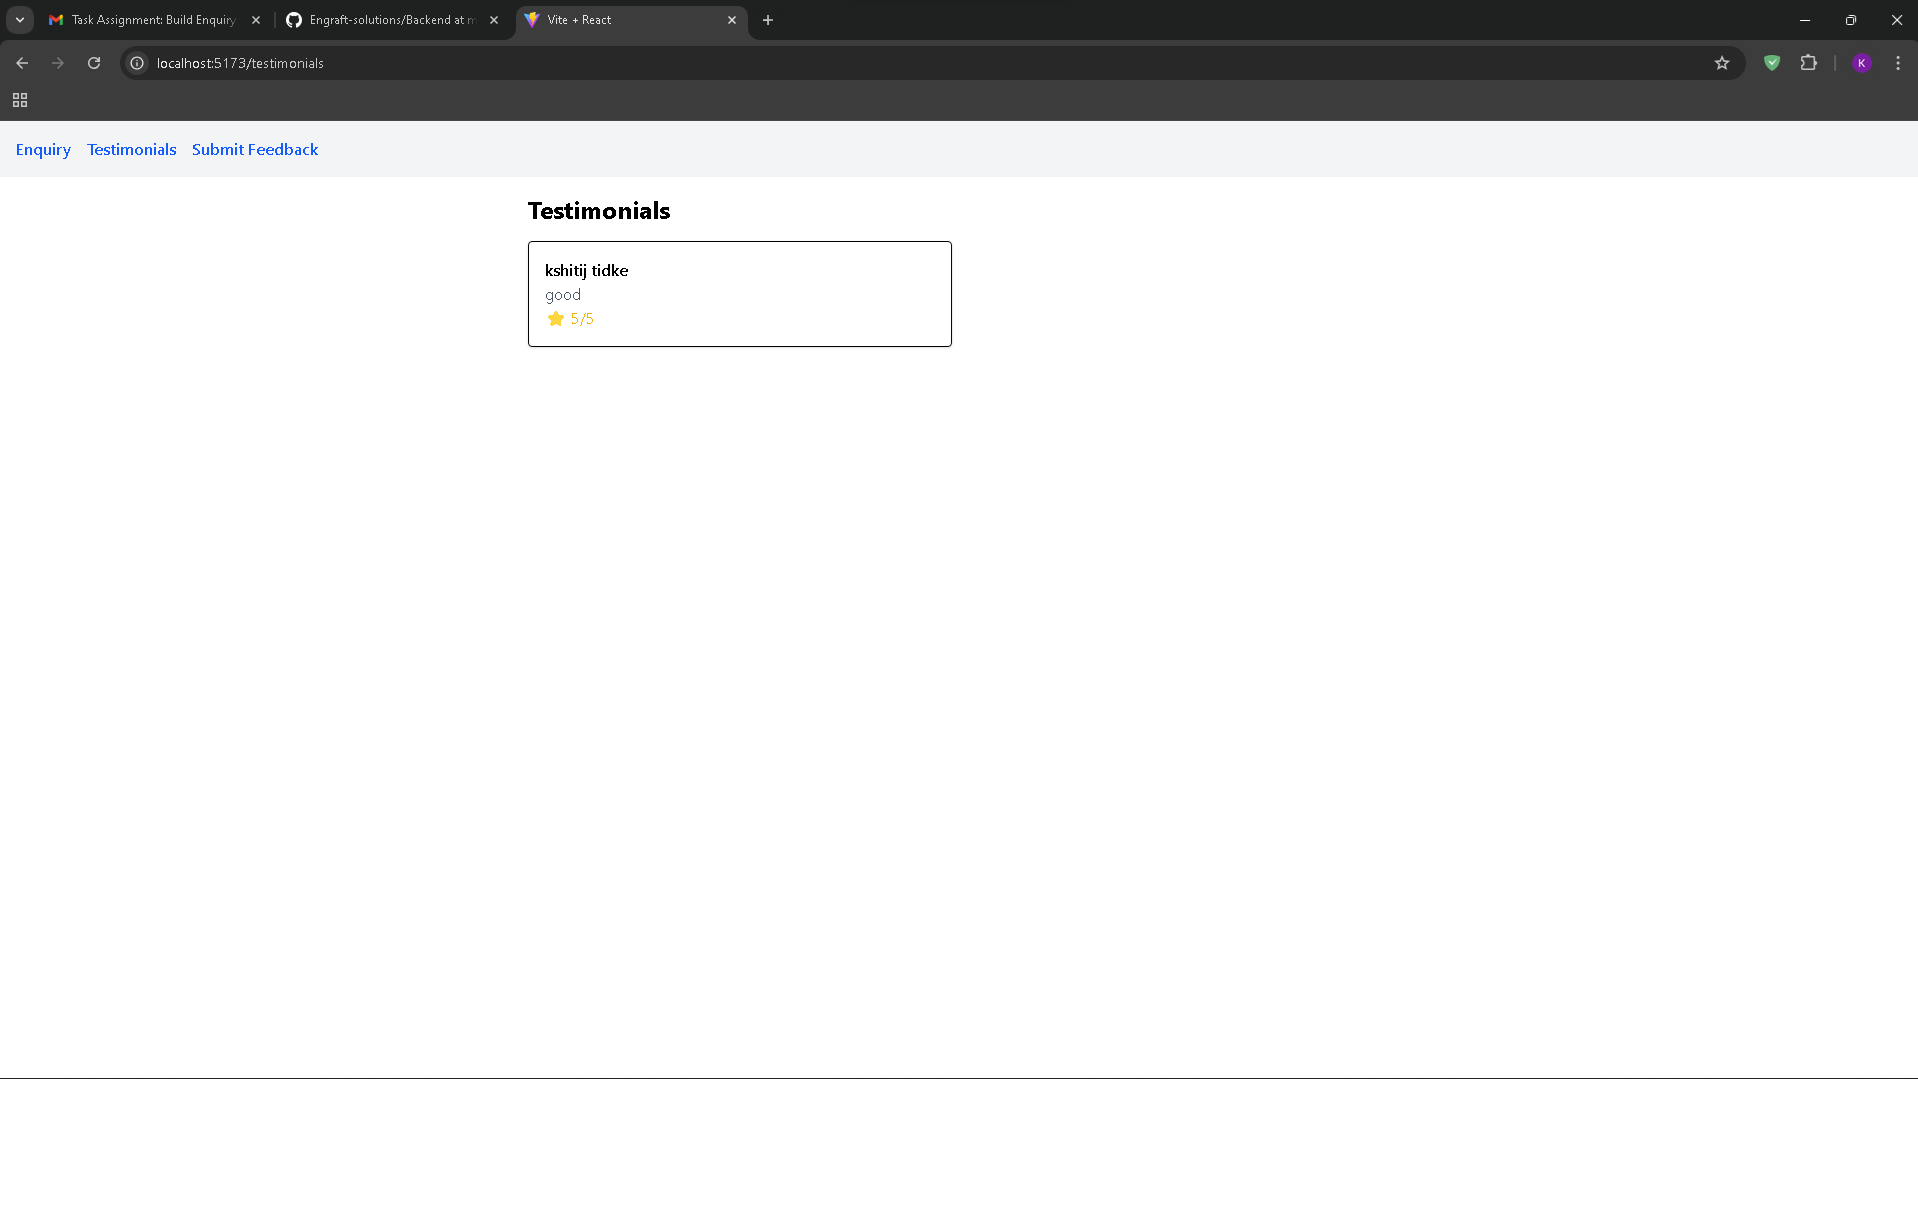 Task Assignment: Build Enquiry
Engraft-solutions/Backend at m
Vite + React
localhost:5173/testimonials
K
Enquiry Testimonials Submit Feedback
Testimonials
kshitij tidke
good
5/5